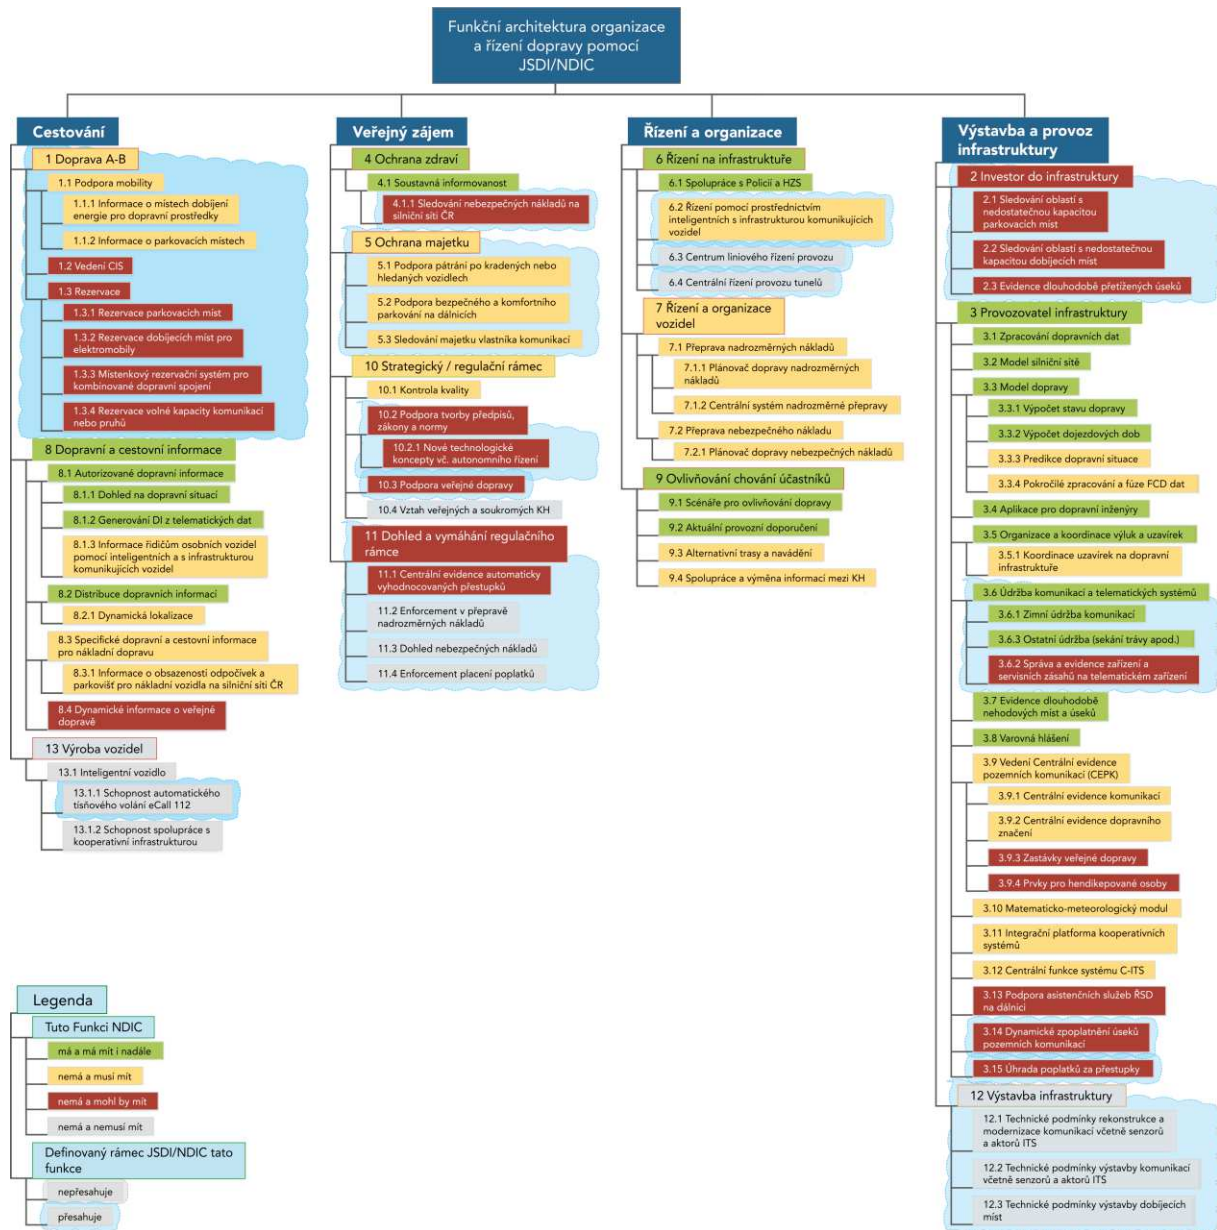 Funkční architektura organizace
a řízení dopravy pomocí
JSDI/NDIC
Cestování
1 Doprava A-B
1.1 Podpora mobility
1.1.1 Informace o místech dobíjení
energie pro dopravní prostředky
1.1.2 Informace o parkovacích místech
1.2 Vedení CIS
1.3 Rezervace
1.3.1 Rezervace parkovacích míst
1.3.2 Rezervace dobíjecích míst pro
elektromobily
1.3.3 Místenkový rezervační systém pro
kombinované dopravní spojení
1.3.4 Rezervace volné kapacity komunikací
nebo pruhů
8 Dopravní a cestovní informace
8.1 Autorizované dopravní informace
8.1.1 Dohled na dopravní situací
8.1.2 Generování DI z telematických dat
8.1.3 Informace řidičům osobních vozidel
pomocí inteligentních a s infrastrukturou
komunikujících vozidel
8.2 Distribuce dopravních informací
8.2.1 Dynamická lokalizace
8.3 Specifické dopravní a cestovní informace
pro nákladní dopravu
8.3.1 Informace o obsazenosti odpočívek a
parkovišť pro nákladní vozidla na silniční síti ČR
8.4 Dynamické informace o veřejné
dopravě
13 Výroba vozidel
13.1 Inteligentní vozidlo
13.1.1 Schopnost automatického
tísňového volání eCall 112
13.1.2 Schopnost spolupráce s
kooperativní infrastrukturou
Veřejný zájem
4 Ochrana zdraví
4.1 Soustavná informovanost
4.1.1 Sledování nebezpečných nákladů na
silniční síti ČR
5 Ochrana majetku
5.1 Podpora pátrání po kradených nebo
hledaných vozidlech
5.2 Podpora bezpečného a komfortního
parkování na dálnicích
5.3 Sledování majetku vlastníka komunikací
10 Strategický / regulační rámec
10.1 Kontrola kvality
10.2 Podpora tvorby předpisů,
zákony a normy
10.2.1 Nové technologické
koncepty vč. autonomního řízení
10.3 Podpora veřejné dopravy
10.4 Vztah veřejných a soukromých KH
11 Dohled a vymáhání regulačního
rámce
11.1 Centrální evidence automaticky
vyhodnocovaných přestupků
11.2 Enforcement v přepravě
nadrozměrných nákladů
11.3 Dohled nebezpečných nákladů
11.4 Enforcement placení poplatků
Řízení a organizace
6 Řízení na infrastruktuře
6.1 Spolupráce s Policií a HZS
6.2 Řízení pomocí prostřednictvím
inteligentních s infrastrukturou komunikujících
vozidel
6.3 Centrum liniového řízení provozu
6.4 Centrální řízení provozu tunelů
7 Řízení a organizace
vozidel
7.1 Přeprava nadrozměrných nákladů
7.1.1 Plánovač dopravy nadrozměrných
nákladů
7.1.2 Centrální systém nadrozměrné přepravy
7.2 Přeprava nebezpečného nákladu
7.2.1 Plánovač dopravy nebezpečných nákladů
9 Ovlivňování chování účastníků
9.1 Scénáře pro ovlivňování dopravy
9.2 Aktuální provozní doporučení
9.3 Alternativní trasy a navádění
9.4 Spolupráce a výměna informací mezi KH
Výstavba a provoz
infrastruktury
2 Investor do infrastruktury
2.1 Sledování oblastí s
nedostatečnou kapacitou
parkovacích míst
2.2 Sledování oblastí s nedostatečnou
kapacitou dobíjecích míst
2.3 Evidence dlouhodobě přetížených úseků
3 Provozovatel infrastruktury
3.1 Zpracování dopravních dat
3.2 Model silniční sítě
3.3 Model dopravy
3.3.1 Výpočet stavu dopravy
3.3.2 Výpočet dojezdových dob
3.3.3 Predikce dopravní situace
3.3.4 Pokročilé zpracování a fúze FCD dat
3.4 Aplikace pro dopravní inženýry
3.5 Organizace a koordinace výluk a uzavírek
3.5.1 Koordinace uzavírek na dopravní
infrastruktuře
3.6 Údržba komunikací a telematických systémů
3.6.1 Zimní údržba komunikací
3.6.3 Ostatní údržba (sekání trávy apod.)
3.6.2 Správa a evidence zařízení a
servisních zásahů na telematickém zařízení
3.7 Evidence dlouhodobě
nehodových míst a úseků
3.8 Varovná hlášení
3.9 Vedení Centrální evidence
pozemních komunikací (CEPK)
3.9.1 Centrální evidence komunikací
3.9.2 Centrální evidence dopravního
značení
3.9.3 Zastávky veřejné dopravy
3.9.4 Prvky pro hendikepované osoby
3.10 Matematicko-meteorologický modul
3.11 Integrační platforma kooperativních
systémů
3.12 Centrální funkce systému C-ITS
3.13 Podpora asistenčních služeb ŘSD
na dálnici
3.14 Dynamické zpoplatnění úseků
pozemních komunikací
3.15 Úhrada poplatků za přestupky
12 Výstavba infrastruktury
12.1 Technické podmínky rekonstrukce a
modernizace komunikací včetně senzorů
a aktorů ITS
12.2 Technické podmínky výstavby komunikací
včetně senzorů a aktorů ITS
12.3 Technické podmínky výstavby dobíjecích
míst
Legenda
Tuto Funkci NDIC
má a má mít i nadále
nemá a musí mít
nemá a mohl by mít
nemá a nemusí mít
Definovaný rámec JSDI/NDIC tato
funkce
nepřesahuje
přesahuje